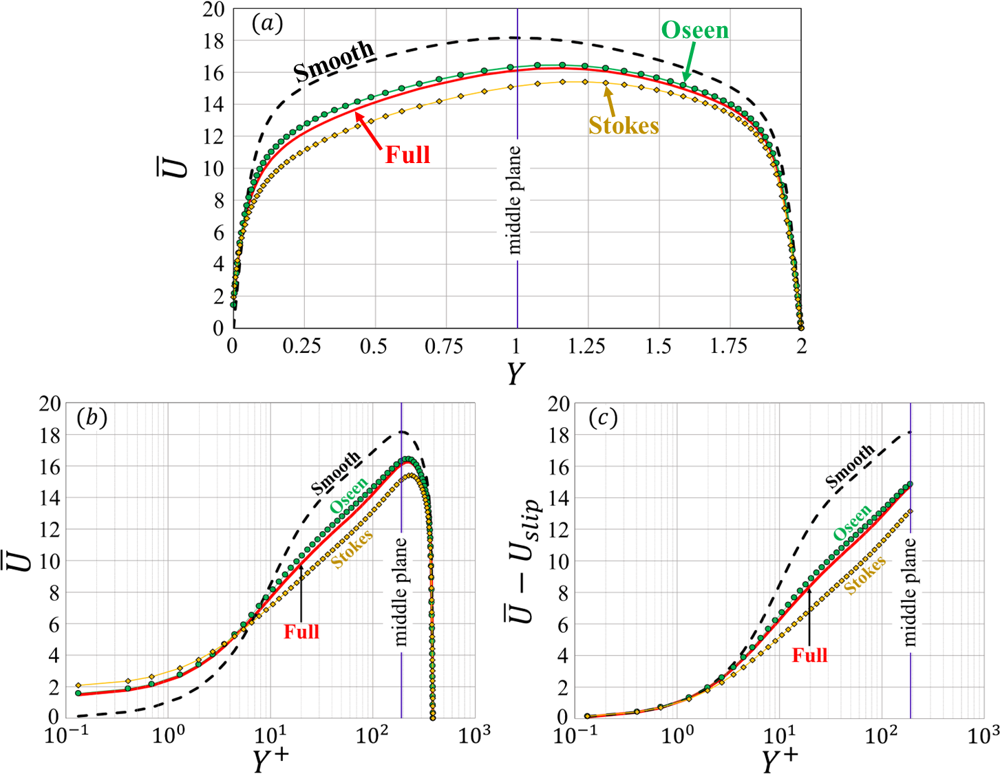 (a)
20
18
16
14
12
10
8
6
4
2
0
U̅
Smooth
Oseen
Stokes
Full
middle plane
0 0.25 0.5 0.75 1 1.25 1.5 1.75 2
Y
(b)
20
18
16
14
12
10
8
6
4
2
0
U̅
Smooth
Oseen
Stokes
Full
middle plane
10⁻¹ 10⁰ 10¹ 10² 10³
Y⁺
(c)
20
18
16
14
12
10
8
6
4
2
0
U̅ − U_slip
Smooth
Oseen
Stokes
Full
middle plane
10⁻¹ 10⁰ 10¹ 10² 10³
Y⁺